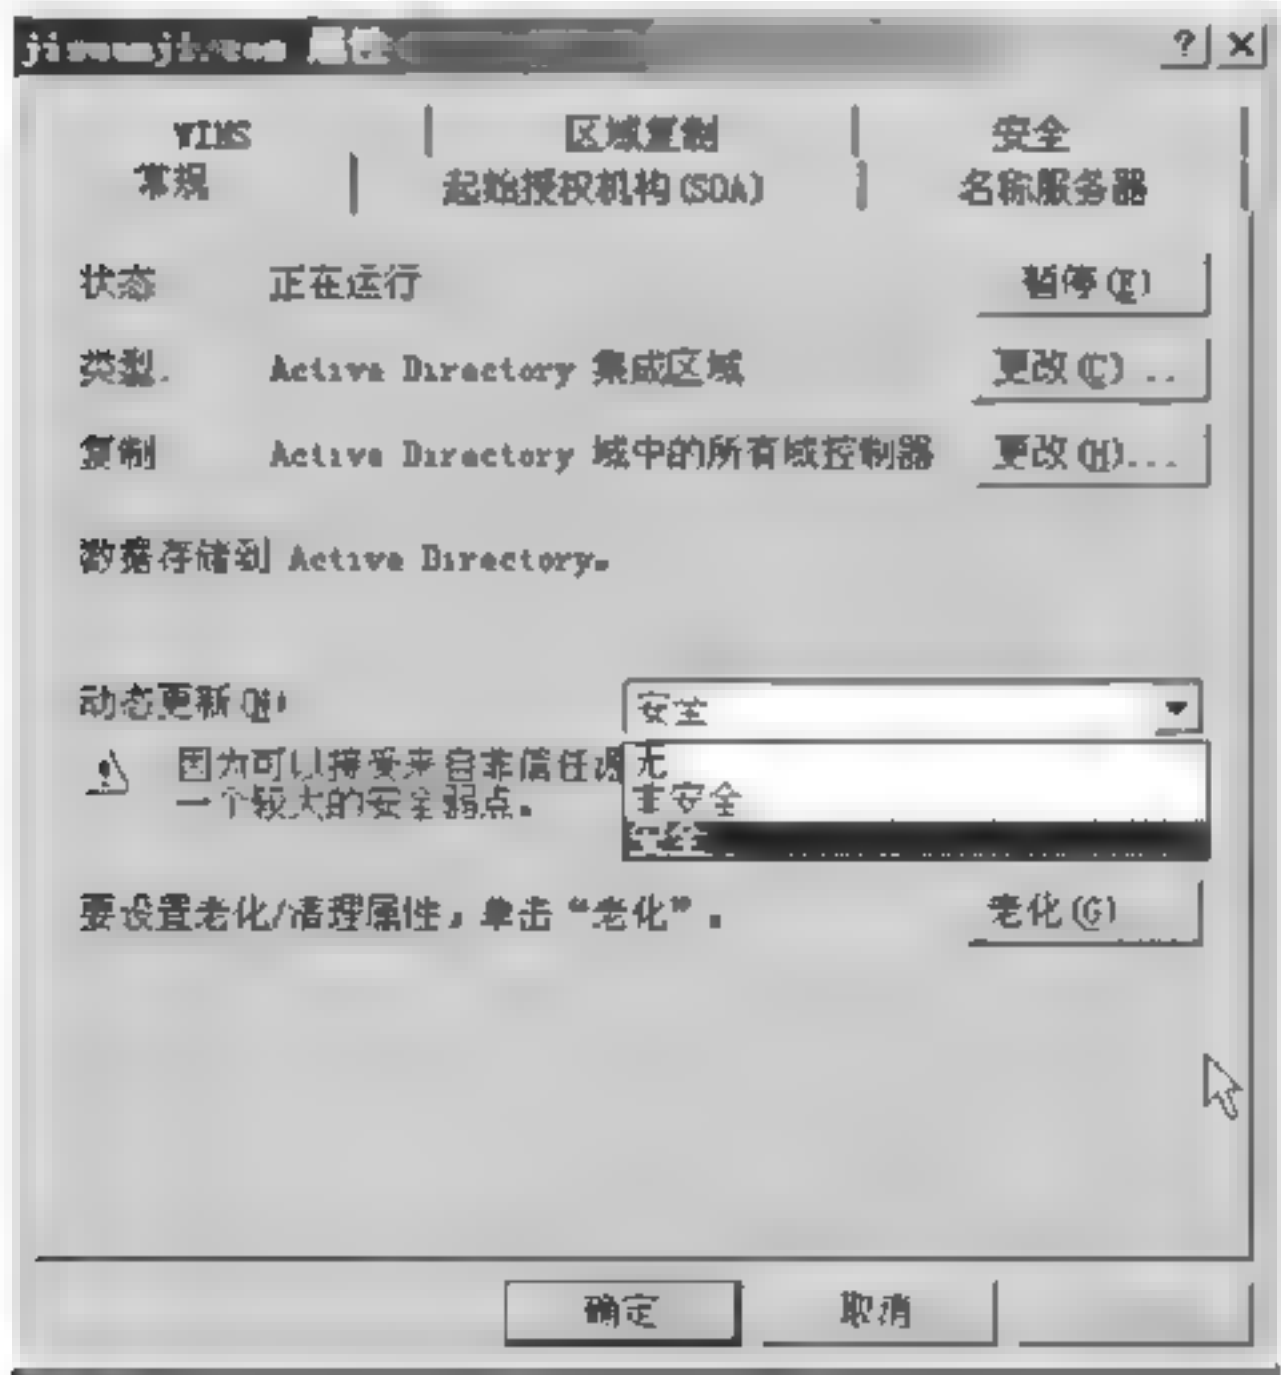 属性
WINS 区域复制 安全
常规 起始授权机构(SOA) 名称服务器
状态 正在运行 暂停(E)
类型. Active Directory 集成区域 更改(C)...
复制 Active Directory 域中的所有域控制器 更改(H)...
数据存储到 Active Directory。
动态更新(N) 安全
因为可以接受来自非信任源 无
一个较大的安全弱点。 非安全
安全
要设置老化/清理属性，单击“老化”。 老化(G)
确定 取消